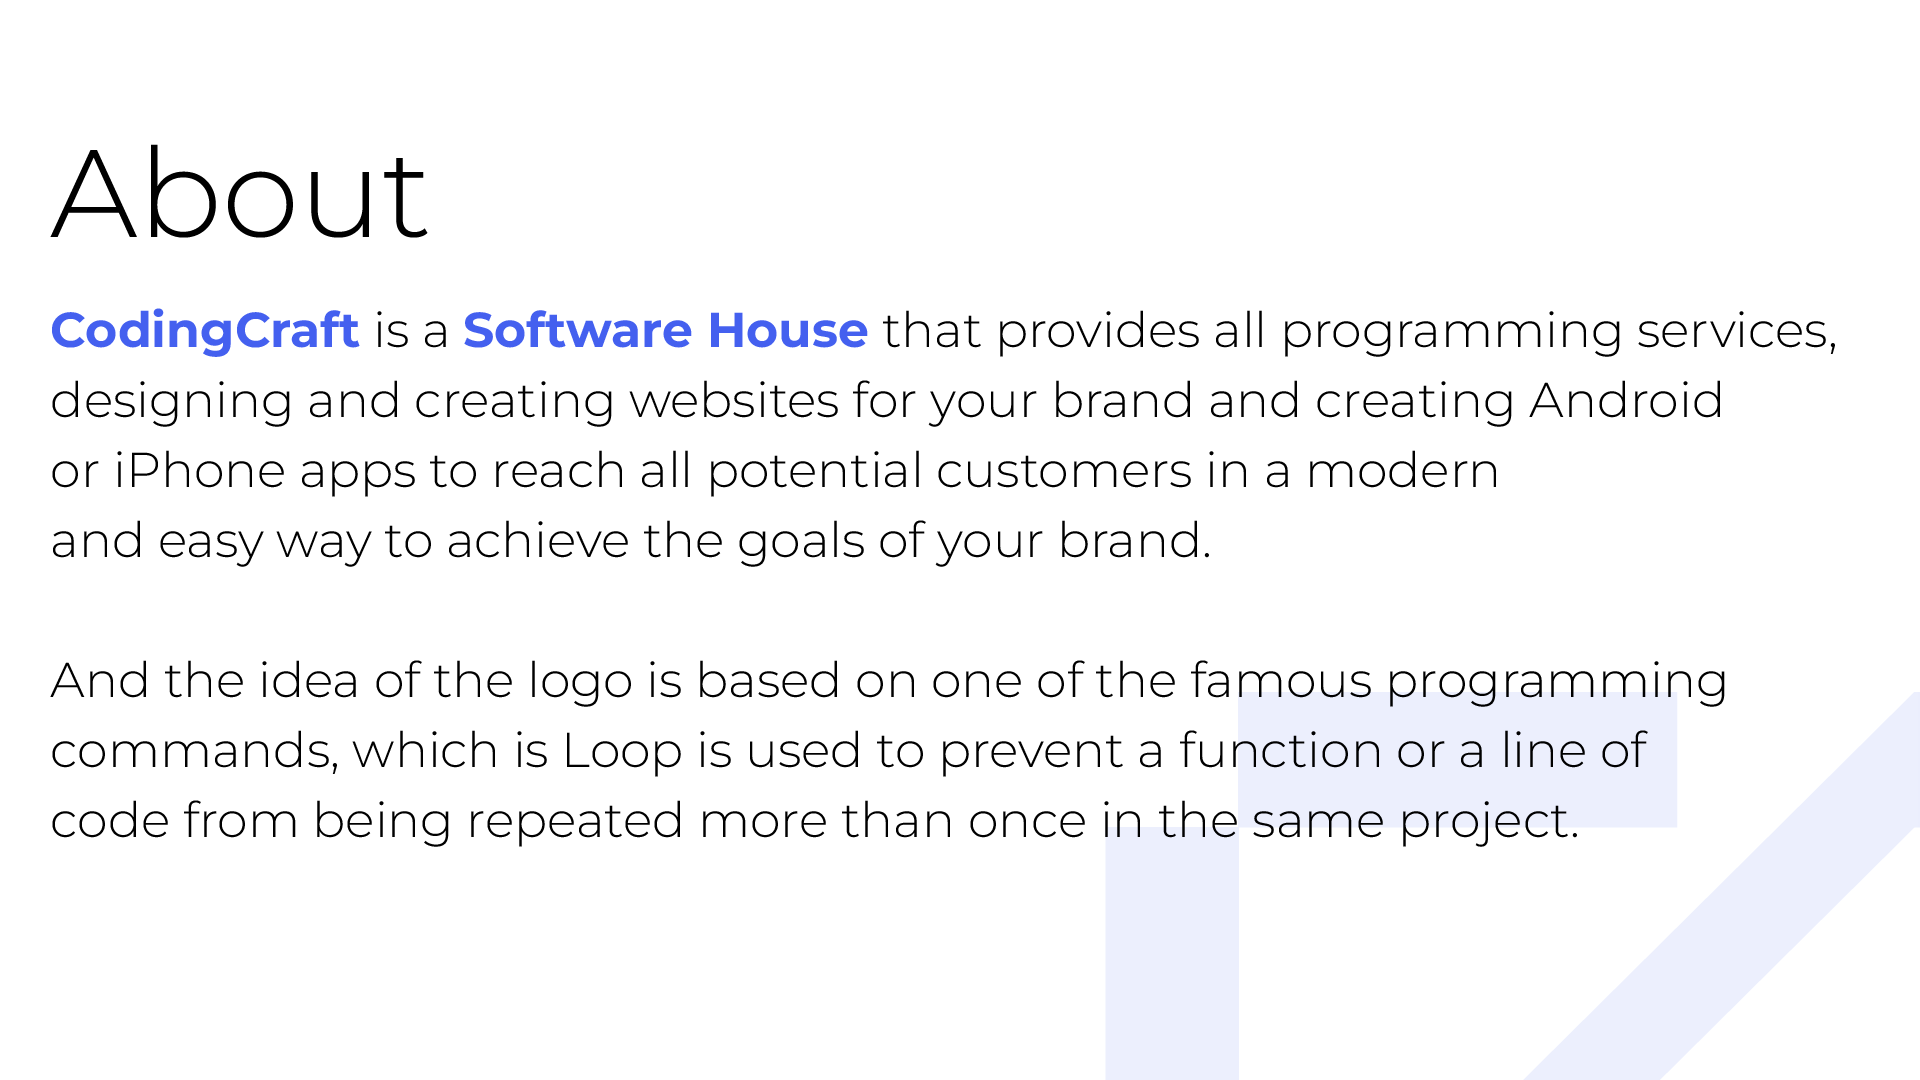 About
CodingCraft is a Software House that provides all programming services,
designing and creating websites for your brand and creating Android
or iPhone apps to reach all potential customers in a modern
and easy way to achieve the goals of your brand.
And the idea of the logo is based on one of the famous programming
commands, which is Loop is used to prevent a function or a line of
code from being repeated more than once in the same project.